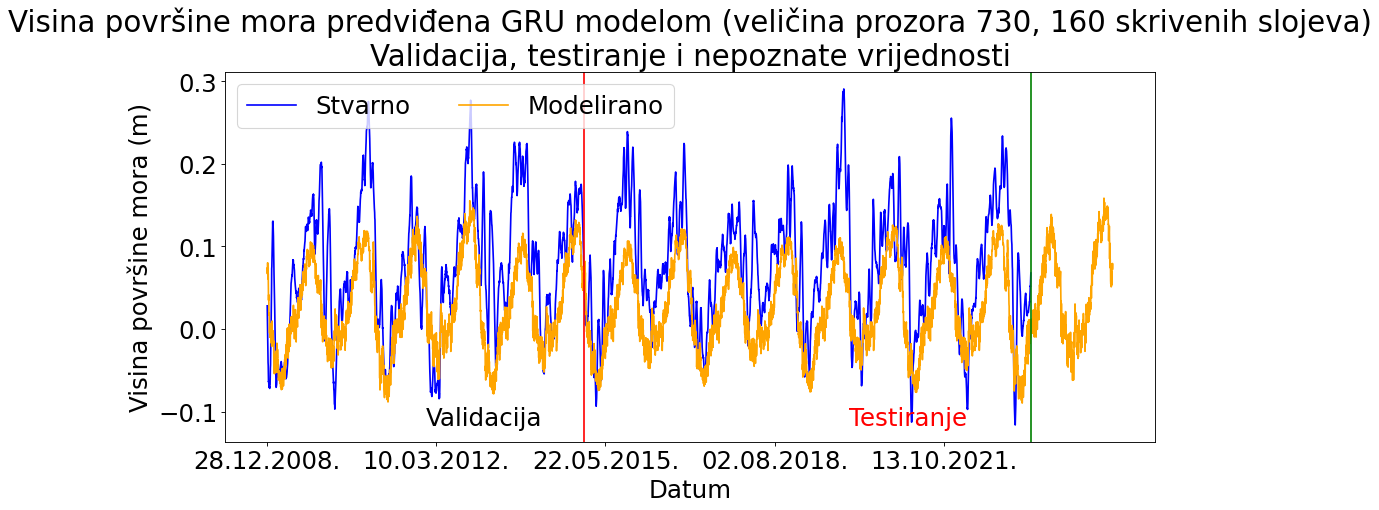 Visina površine mora predviđena GRU modelom (veličina prozora 730, 160 skrivenih slojeva)
Validacija, testiranje i nepoznate vrijednosti
Stvarno
Modelirano
Visina površine mora (m)
0.3
0.2
0.1
0.0
−0.1
Validacija
Testiranje
28.12.2008.
10.03.2012.
22.05.2015.
02.08.2018.
13.10.2021.
Datum